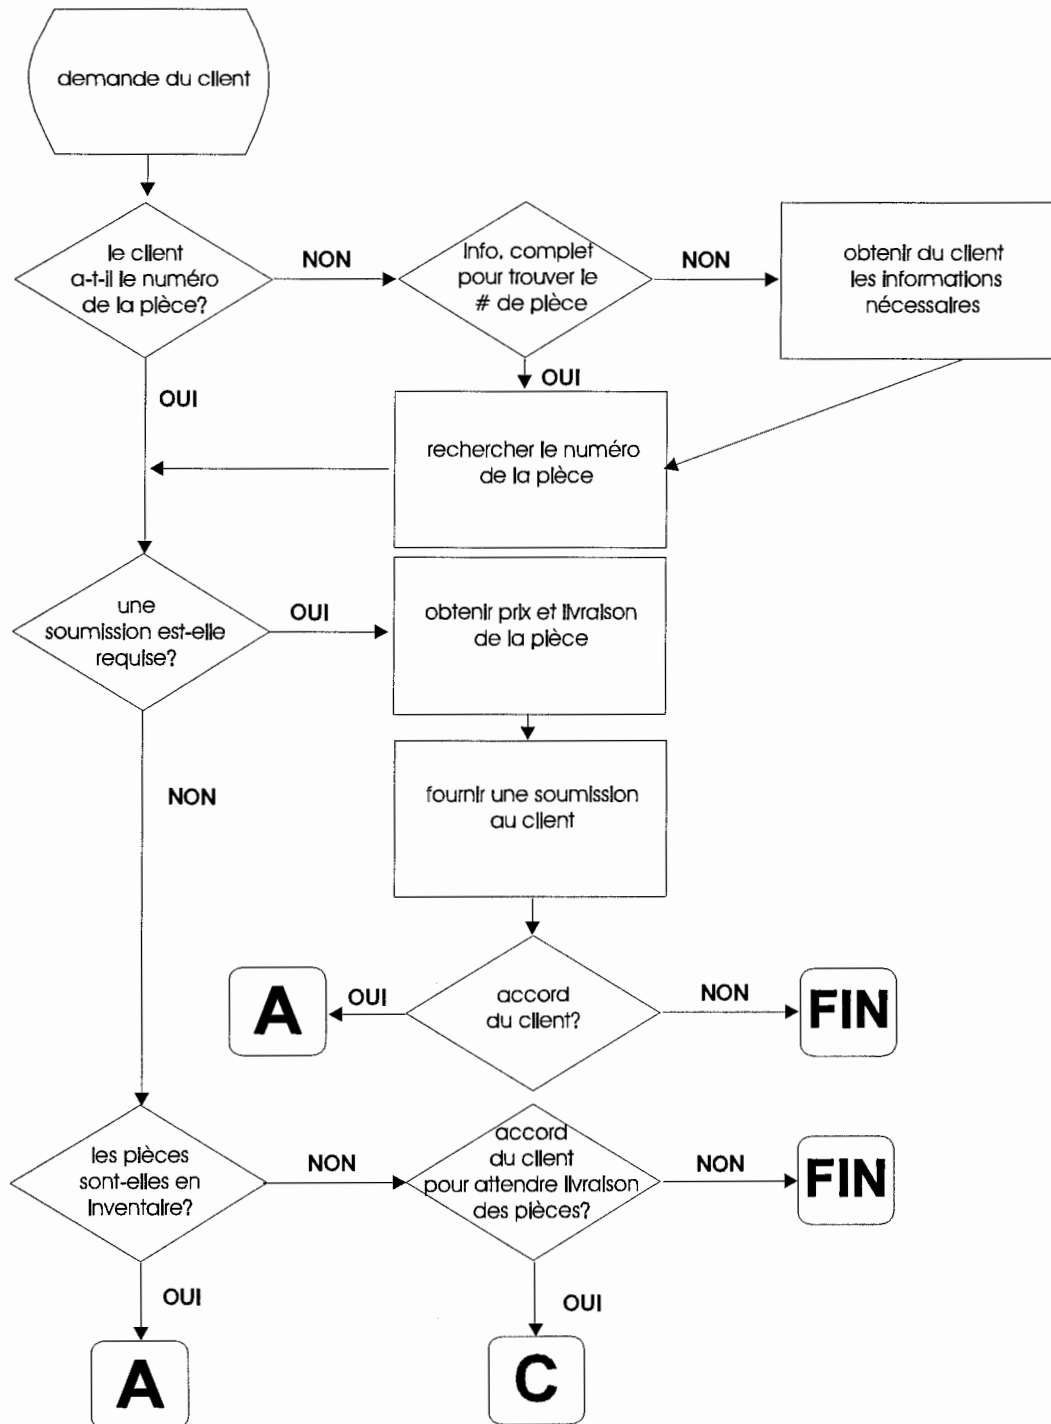 demande du client
le client
a-t-il le numéro
de la pièce?
NON
Info. complet
pour trouver le
# de pièce
NON
obtenir du client
les informations
nécessaires
OUI
OUI
rechercher le numéro
de la pièce
une
soumission est-elle
requise?
OUI
obtenir prix et livraison
de la pièce
NON
fournir une soumission
au client
A
OUI
accord
du client?
NON
FIN
les pièces
sont-elles en
inventaire?
NON
accord
du client
pour attendre livraison
des pièces?
NON
FIN
OUI
OUI
A
C